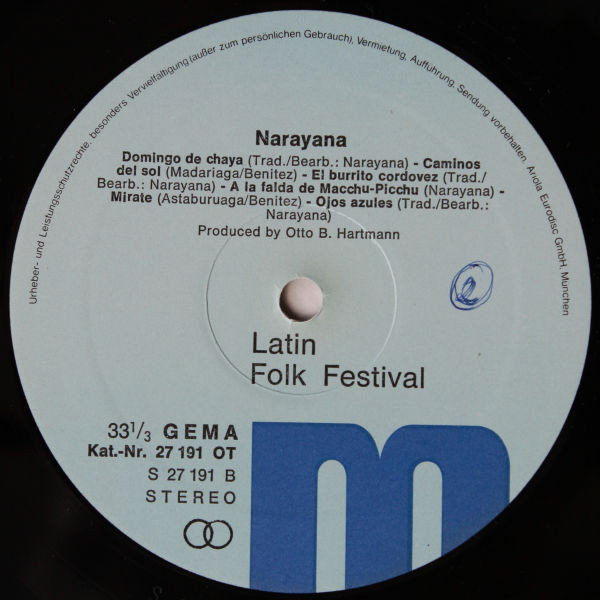 Urheber- und Leistungsschutzrechte, besonders Vervielfältigung (außer zum persönlichen Gebrauch), Vermietung, Aufführung, Sendung vorbehalten. Ariola Eurodisc GmbH, München
Narayana
Domingo de chaya (Trad./Bearb.: Narayana) - Caminos
del sol (Madariaga/Benitez) - El burrito cordovez (Trad./
Bearb.: Narayana) - A la falda de Macchu-Picchu (Narayana) -
Mirate (Astaburuaga/Benitez) - Ojos azules (Trad./Bearb.:
Narayana)
Produced by Otto B. Hartmann
2
Latin
Folk Festival
33 1/3 GEMA
Kat.-Nr. 27 191 OT
S 27 191 B
STEREO
m